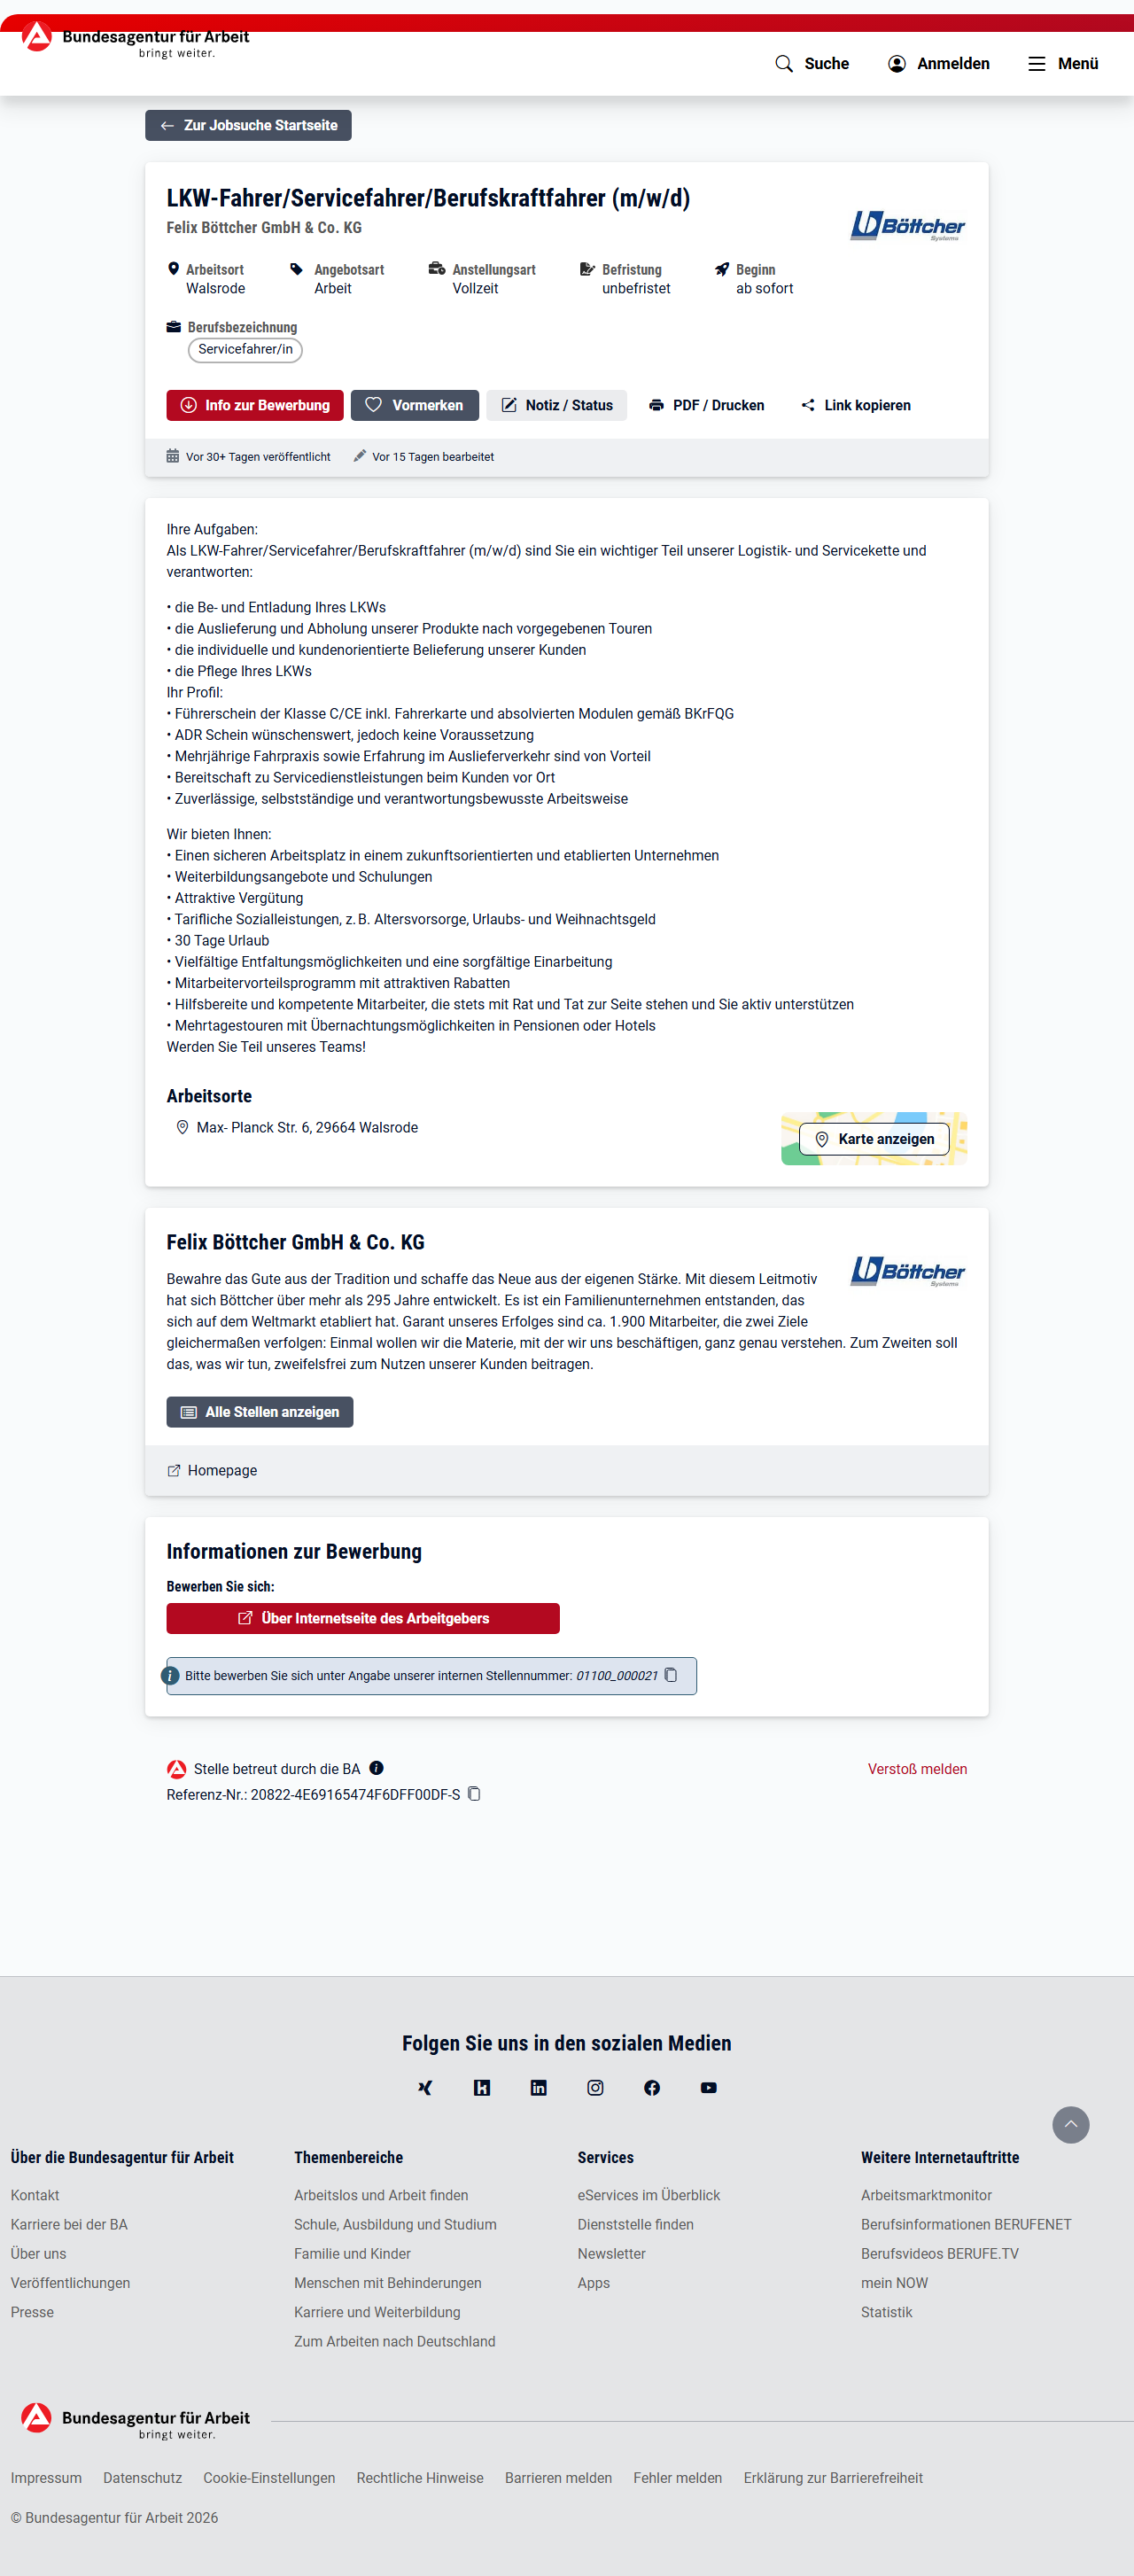 Bundesagentur für Arbeit
bringt weiter.
Suche
Anmelden
Menü
Zur Jobsuche Startseite
LKW-Fahrer/Servicefahrer/Berufskraftfahrer (m/w/d)
Felix Böttcher GmbH & Co. KG
Böttcher
Systems
Arbeitsort
Walsrode
Angebotsart
Arbeit
Anstellungsart
Vollzeit
Befristung
unbefristet
Beginn
ab sofort
Berufsbezeichnung
Servicefahrer/in
Info zur Bewerbung
Vormerken
Notiz / Status
PDF / Drucken
Link kopieren
Vor 30+ Tagen veröffentlicht
Vor 15 Tagen bearbeitet
Ihre Aufgaben:
Als LKW-Fahrer/Servicefahrer/Berufskraftfahrer (m/w/d) sind Sie ein wichtiger Teil unserer Logistik- und Servicekette und
verantworten:
• die Be- und Entladung Ihres LKWs
• die Auslieferung und Abholung unserer Produkte nach vorgegebenen Touren
• die individuelle und kundenorientierte Belieferung unserer Kunden
• die Pflege Ihres LKWs
Ihr Profil:
• Führerschein der Klasse C/CE inkl. Fahrerkarte und absolvierten Modulen gemäß BKrFQG
• ADR Schein wünschenswert, jedoch keine Voraussetzung
• Mehrjährige Fahrpraxis sowie Erfahrung im Auslieferverkehr sind von Vorteil
• Bereitschaft zu Servicedienstleistungen beim Kunden vor Ort
• Zuverlässige, selbstständige und verantwortungsbewusste Arbeitsweise
Wir bieten Ihnen:
• Einen sicheren Arbeitsplatz in einem zukunftsorientierten und etablierten Unternehmen
• Weiterbildungsangebote und Schulungen
• Attraktive Vergütung
• Tarifliche Sozialleistungen, z. B. Altersvorsorge, Urlaubs- und Weihnachtsgeld
• 30 Tage Urlaub
• Vielfältige Entfaltungsmöglichkeiten und eine sorgfältige Einarbeitung
• Mitarbeitervorteilsprogramm mit attraktiven Rabatten
• Hilfsbereite und kompetente Mitarbeiter, die stets mit Rat und Tat zur Seite stehen und Sie aktiv unterstützen
• Mehrtagestouren mit Übernachtungsmöglichkeiten in Pensionen oder Hotels
Werden Sie Teil unseres Teams!
Arbeitsorte
Max- Planck Str. 6, 29664 Walsrode
Karte anzeigen
Felix Böttcher GmbH & Co. KG
Böttcher
Systems
Bewahre das Gute aus der Tradition und schaffe das Neue aus der eigenen Stärke. Mit diesem Leitmotiv
hat sich Böttcher über mehr als 295 Jahre entwickelt. Es ist ein Familienunternehmen entstanden, das
sich auf dem Weltmarkt etabliert hat. Garant unseres Erfolges sind ca. 1.900 Mitarbeiter, die zwei Ziele
gleichermaßen verfolgen: Einmal wollen wir die Materie, mit der wir uns beschäftigen, ganz genau verstehen. Zum Zweiten soll
das, was wir tun, zweifelsfrei zum Nutzen unserer Kunden beitragen.
Alle Stellen anzeigen
Homepage
Informationen zur Bewerbung
Bewerben Sie sich:
Über Internetseite des Arbeitgebers
Bitte bewerben Sie sich unter Angabe unserer internen Stellennummer: 01100_000021
Stelle betreut durch die BA
Verstoß melden
Referenz-Nr.: 20822-4E69165474F6DFF00DF-S
Folgen Sie uns in den sozialen Medien
Über die Bundesagentur für Arbeit
Kontakt
Karriere bei der BA
Über uns
Veröffentlichungen
Presse
Themenbereiche
Arbeitslos und Arbeit finden
Schule, Ausbildung und Studium
Familie und Kinder
Menschen mit Behinderungen
Karriere und Weiterbildung
Zum Arbeiten nach Deutschland
Services
eServices im Überblick
Dienststelle finden
Newsletter
Apps
Weitere Internetauftritte
Arbeitsmarktmonitor
Berufsinformationen BERUFENET
Berufsvideos BERUFE.TV
mein NOW
Statistik
Bundesagentur für Arbeit
bringt weiter.
Impressum
Datenschutz
Cookie-Einstellungen
Rechtliche Hinweise
Barrieren melden
Fehler melden
Erklärung zur Barrierefreiheit
© Bundesagentur für Arbeit 2026